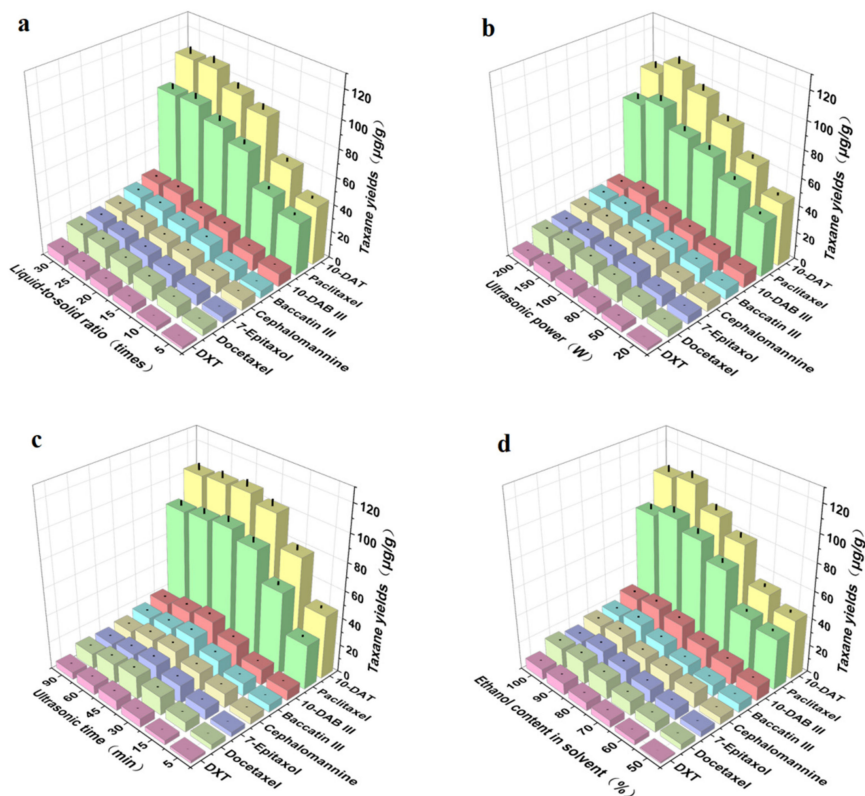 a
120
100
80
60
40
20
0
Taxane yields (μg/g)
30
25
20
15
10
5
Liquid-to-solid ratio (times)
10-DAT
Paclitaxel
10-DAB III
Baccatin III
Cephalomannine
7-Epitaxol
Docetaxel
DXT
b
120
100
80
60
40
20
0
Taxane yields (μg/g)
200
150
100
80
50
20
Ultrasonic power (W)
10-DAT
Paclitaxel
10-DAB III
Baccatin III
Cephalomannine
7-Epitaxol
Docetaxel
DXT
c
120
100
80
60
40
20
0
Taxane yields (μg/g)
90
60
45
30
15
5
Ultrasonic time (min)
10-DAT
Paclitaxel
10-DAB III
Baccatin III
Cephalomannine
7-Epitaxol
Docetaxel
DXT
d
120
100
80
60
40
20
0
Taxane yields (μg/g)
100
90
80
70
60
50
Ethanol content in solvent (%)
10-DAT
Paclitaxel
10-DAB III
Baccatin III
Cephalomannine
7-Epitaxol
Docetaxel
DXT